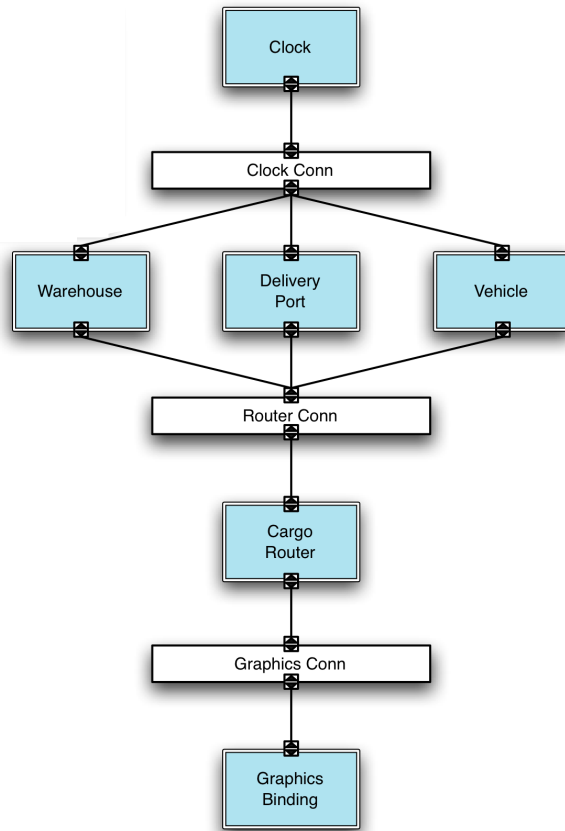 Clock
Clock Conn
Warehouse
Delivery
Port
Vehicle
Router Conn
Cargo
Router
Graphics Conn
Graphics
Binding